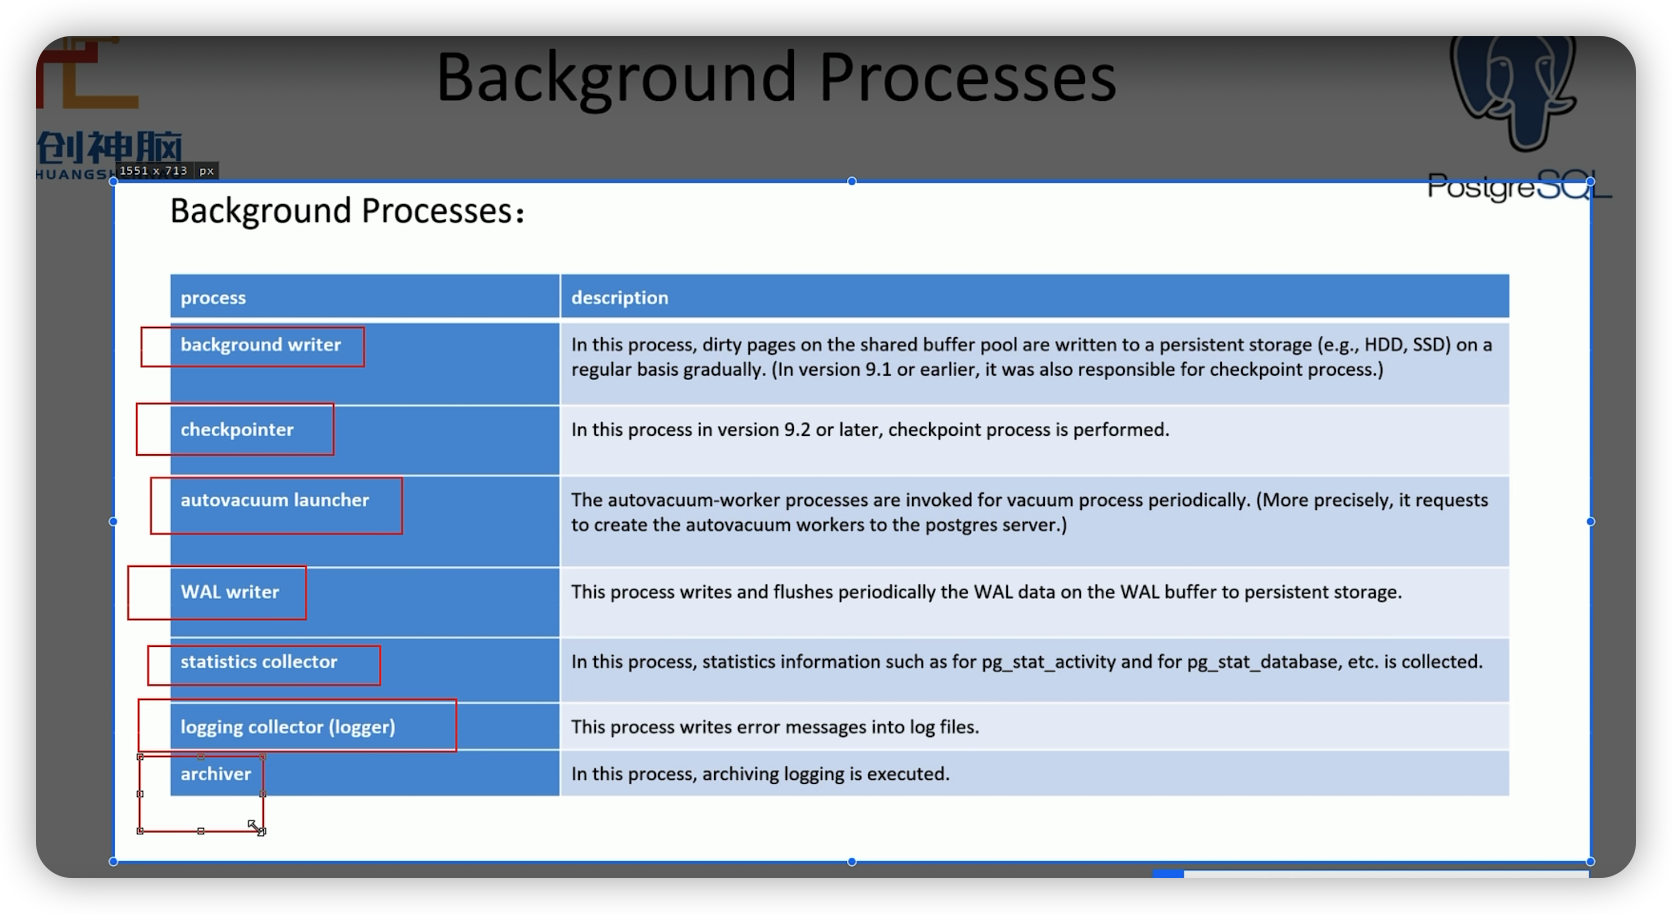 Background Processes
创神脑
1551 x 713 px
PostgreSQL
Background Processes：
process
description
background writer
In this process, dirty pages on the shared buffer pool are written to a persistent storage (e.g., HDD, SSD) on a
regular basis gradually. (In version 9.1 or earlier, it was also responsible for checkpoint process.)
checkpointer
In this process in version 9.2 or later, checkpoint process is performed.
autovacuum launcher
The autovacuum-worker processes are invoked for vacuum process periodically. (More precisely, it requests
to create the autovacuum workers to the postgres server.)
WAL writer
This process writes and flushes periodically the WAL data on the WAL buffer to persistent storage.
statistics collector
In this process, statistics information such as for pg_stat_activity and for pg_stat_database, etc. is collected.
logging collector (logger)
This process writes error messages into log files.
archiver
In this process, archiving logging is executed.